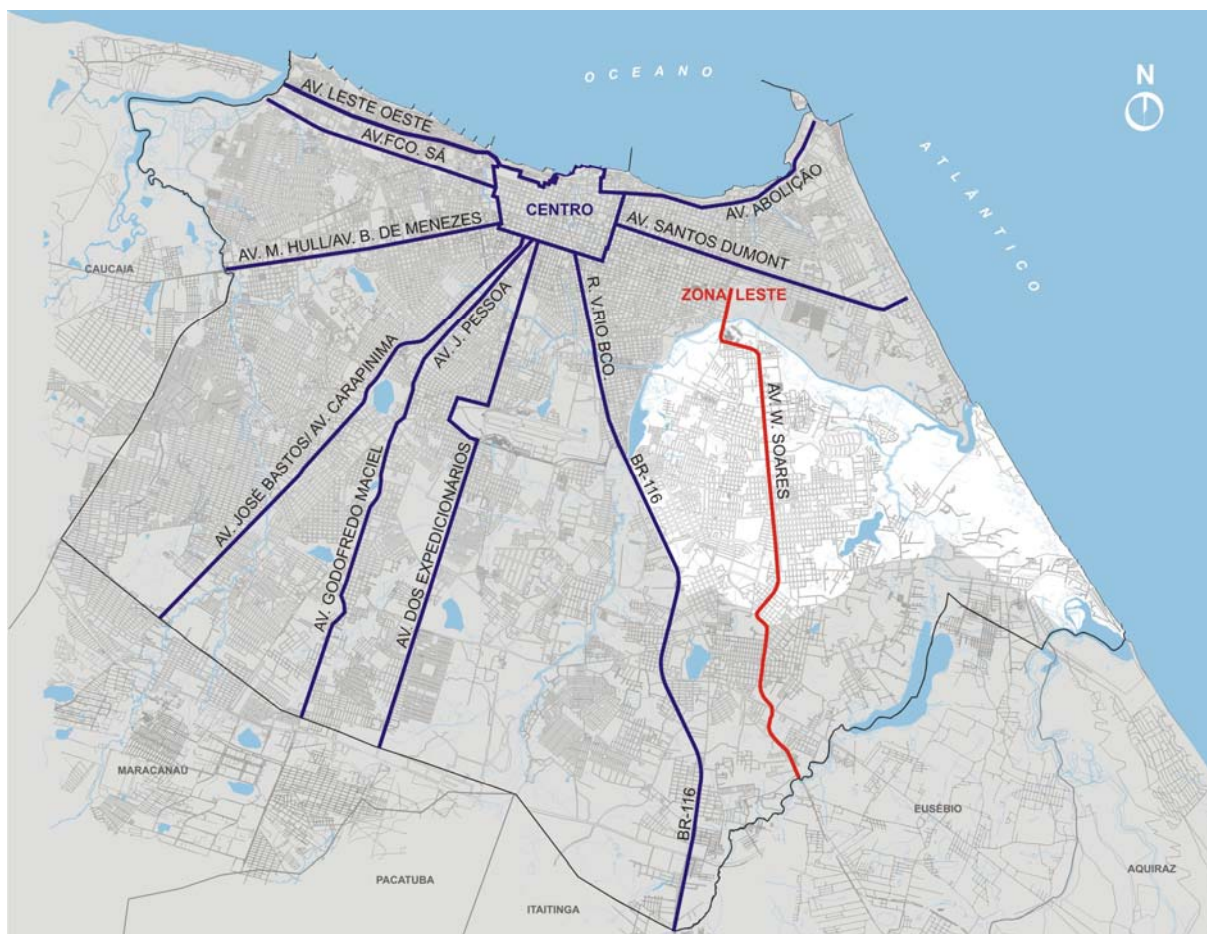 OCEANO
N
AV. LESTE OESTE
AV.FCO. SÁ
AV. ABOLIÇÃO
ATLÂNTICO
CENTRO
AV. SANTOS DUMONT
AV. M. HULL/AV. B. DE MENEZES
CAUCAIA
ZONA LESTE
R. V.RIO BCO.
AV. J. PESSOA
AV. JOSÉ BASTOS/ AV. CARAPINIMA
AV. W. SOARES
BR-116
AV. GODOFREDO MACIEL
AV. DOS EXPEDICIONÁRIOS
MARACANAÚ
BR-116
EUSÉBIO
AQUIRAZ
PACATUBA
ITAITINGA